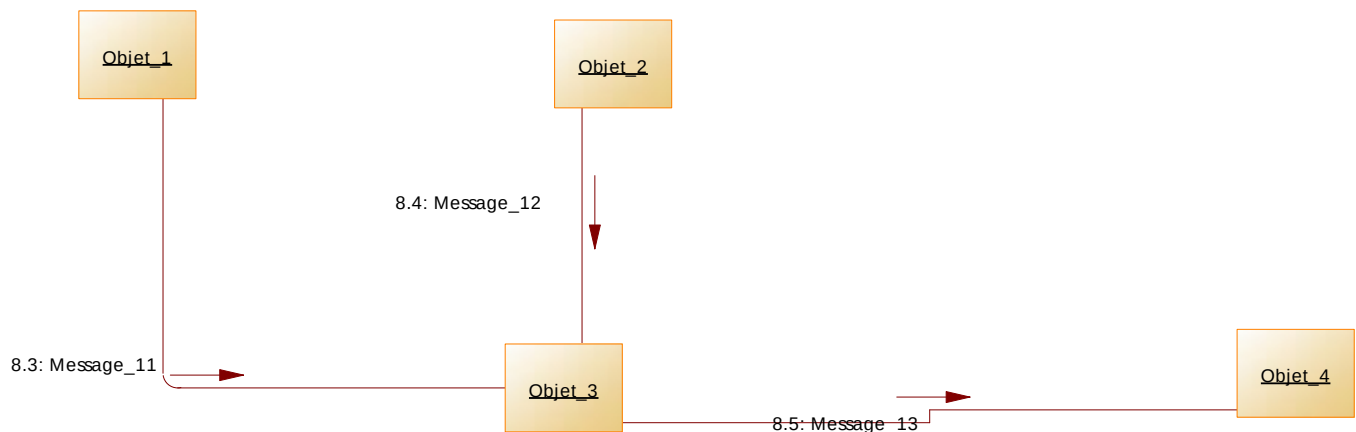 Objet_1
Objet_2
8.4: Message_12
8.3: Message_11
Objet_3
Objet_4
8.5: Message_13